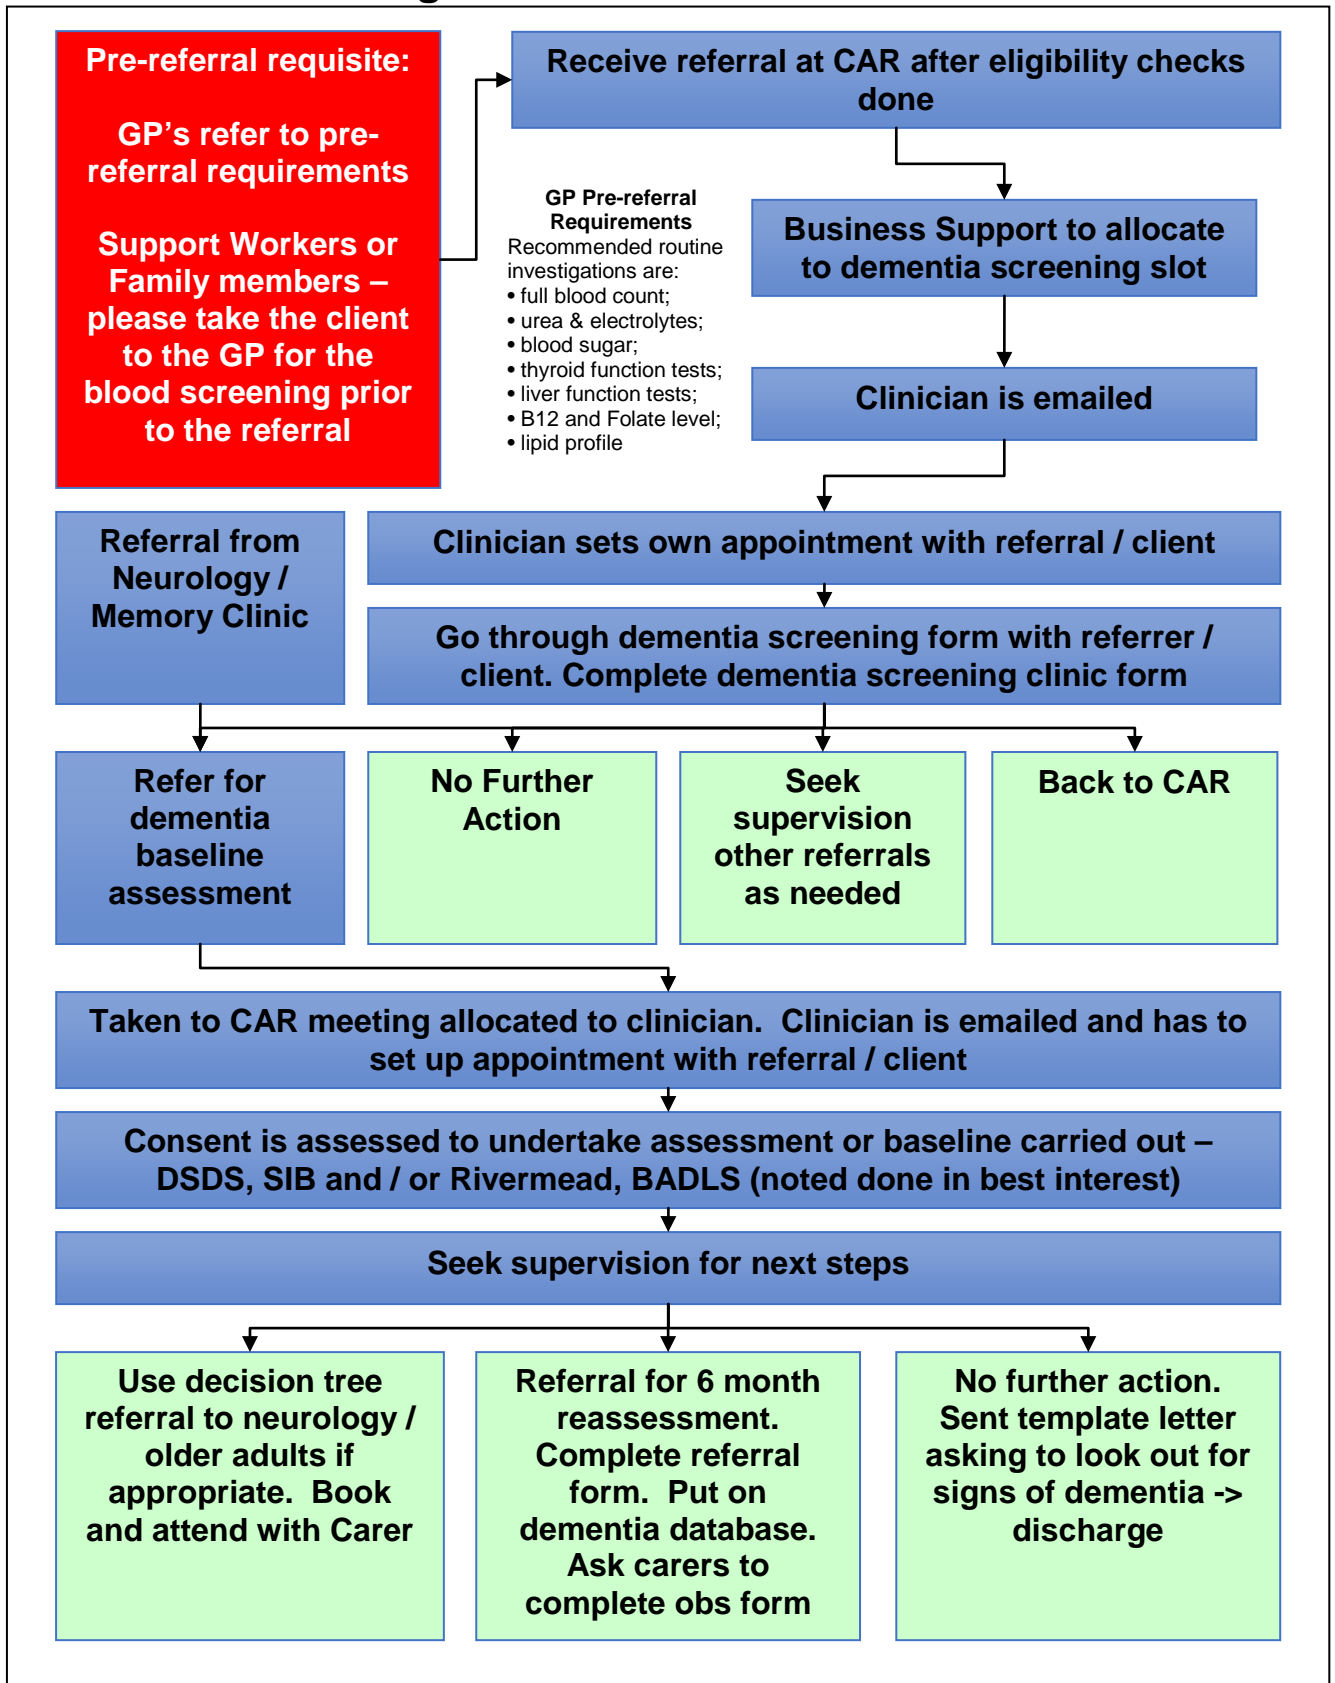 Pre-referral requisite:
GP's refer to pre-
referral requirements
Support Workers or
Family members –
please take the client
to the GP for the
blood screening prior
to the referral
Receive referral at CAR after eligibility checks
done
GP Pre-referral
Requirements
Recommended routine
investigations are:
• full blood count;
• urea & electrolytes;
• blood sugar;
• thyroid function tests;
• liver function tests;
• B12 and Folate level;
• lipid profile
Business Support to allocate
to dementia screening slot
Clinician is emailed
Referral from
Neurology /
Memory Clinic
Clinician sets own appointment with referral / client
Go through dementia screening form with referrer /
client. Complete dementia screening clinic form
Refer for
dementia
baseline
assessment
No Further
Action
Seek
supervision
other referrals
as needed
Back to CAR
Taken to CAR meeting allocated to clinician.  Clinician is emailed and has to
set up appointment with referral / client
Consent is assessed to undertake assessment or baseline carried out –
DSDS, SIB and / or Rivermead, BADLS (noted done in best interest)
Seek supervision for next steps
Use decision tree
referral to neurology /
older adults if
appropriate.  Book
and attend with Carer
Referral for 6 month
reassessment.
Complete referral
form.  Put on
dementia database.
Ask carers to
complete obs form
No further action.
Sent template letter
asking to look out for
signs of dementia ->
discharge